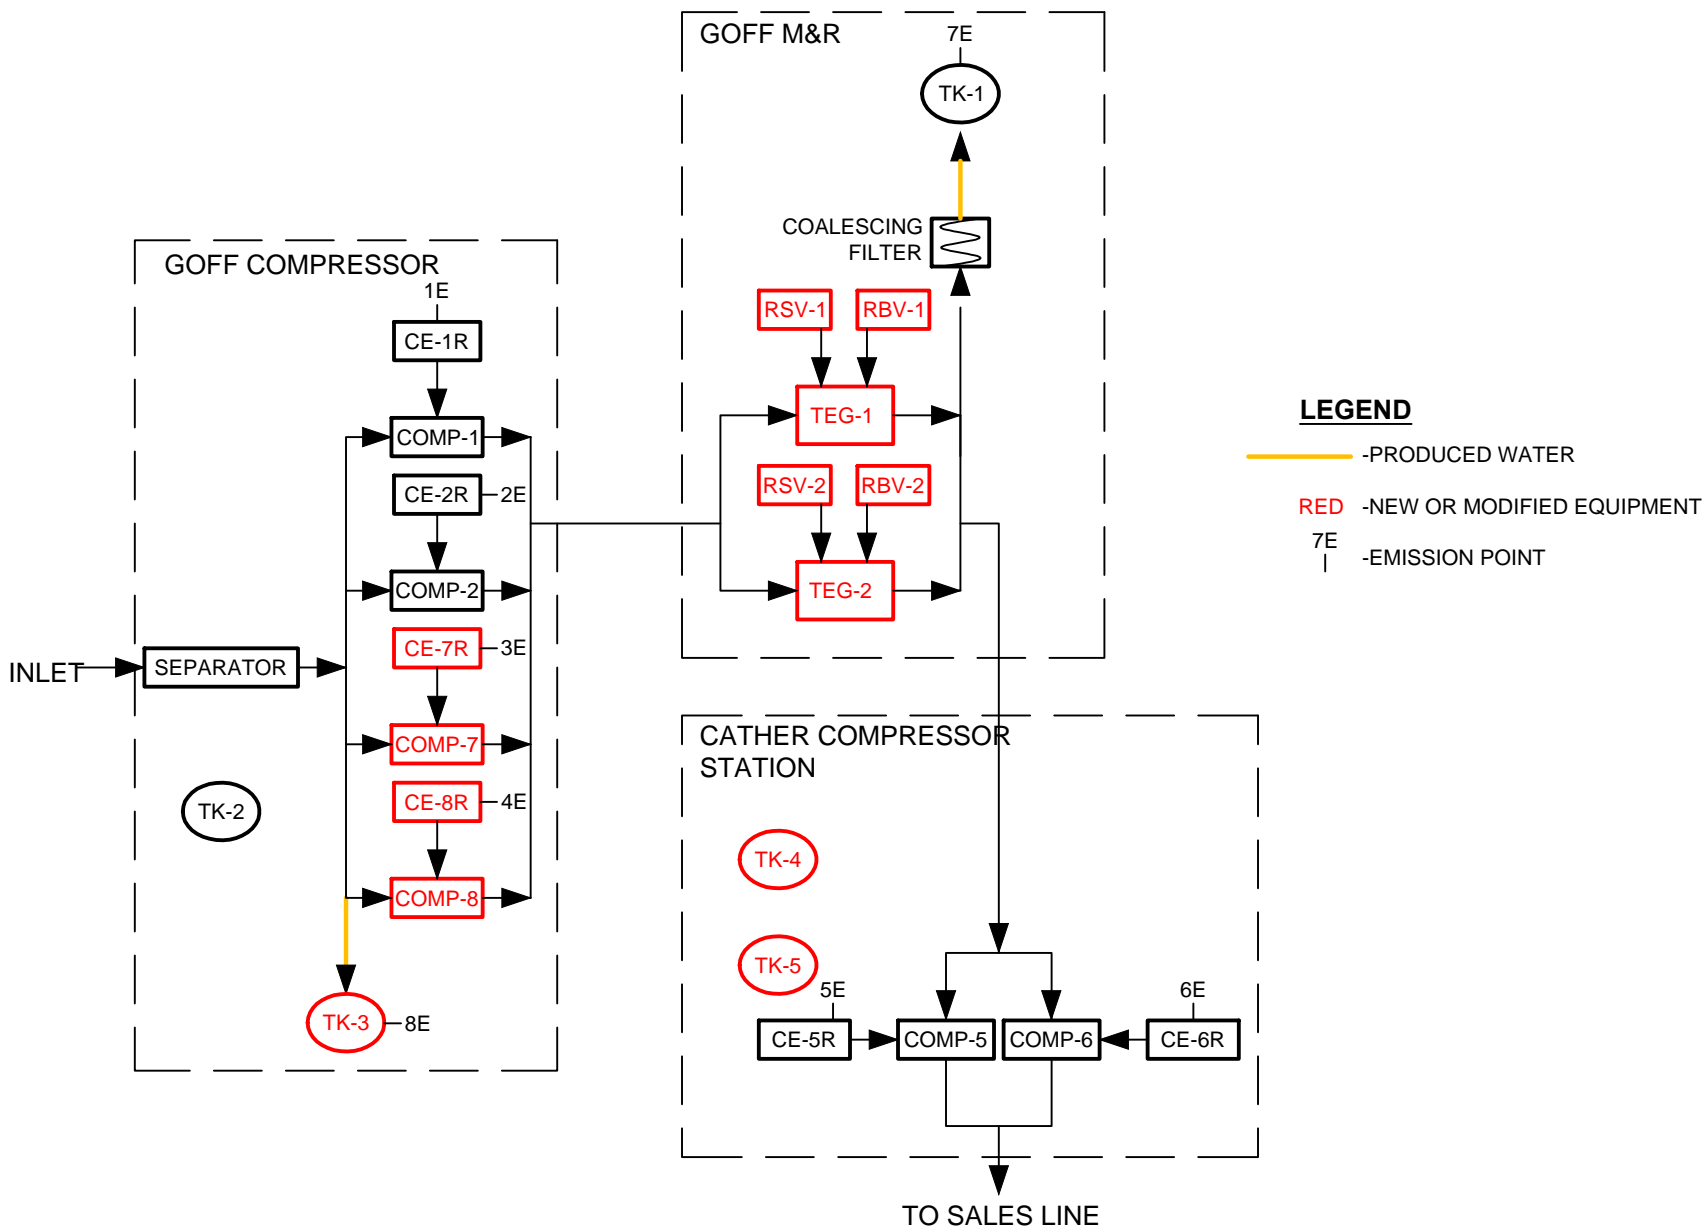 GOFF M&R
7E
TK-1
COALESCING
FILTER
RSV-1
RBV-1
TEG-1
RSV-2
RBV-2
TEG-2
GOFF COMPRESSOR
1E
CE-1R
COMP-1
CE-2R
2E
COMP-2
CE-7R
3E
INLET
SEPARATOR
COMP-7
CE-8R
4E
TK-2
COMP-8
TK-3
8E
CATHER COMPRESSOR
STATION
TK-4
TK-5
5E
6E
CE-5R
COMP-5
COMP-6
CE-6R
TO SALES LINE
LEGEND
-PRODUCED WATER
RED -NEW OR MODIFIED EQUIPMENT
7E
-EMISSION POINT